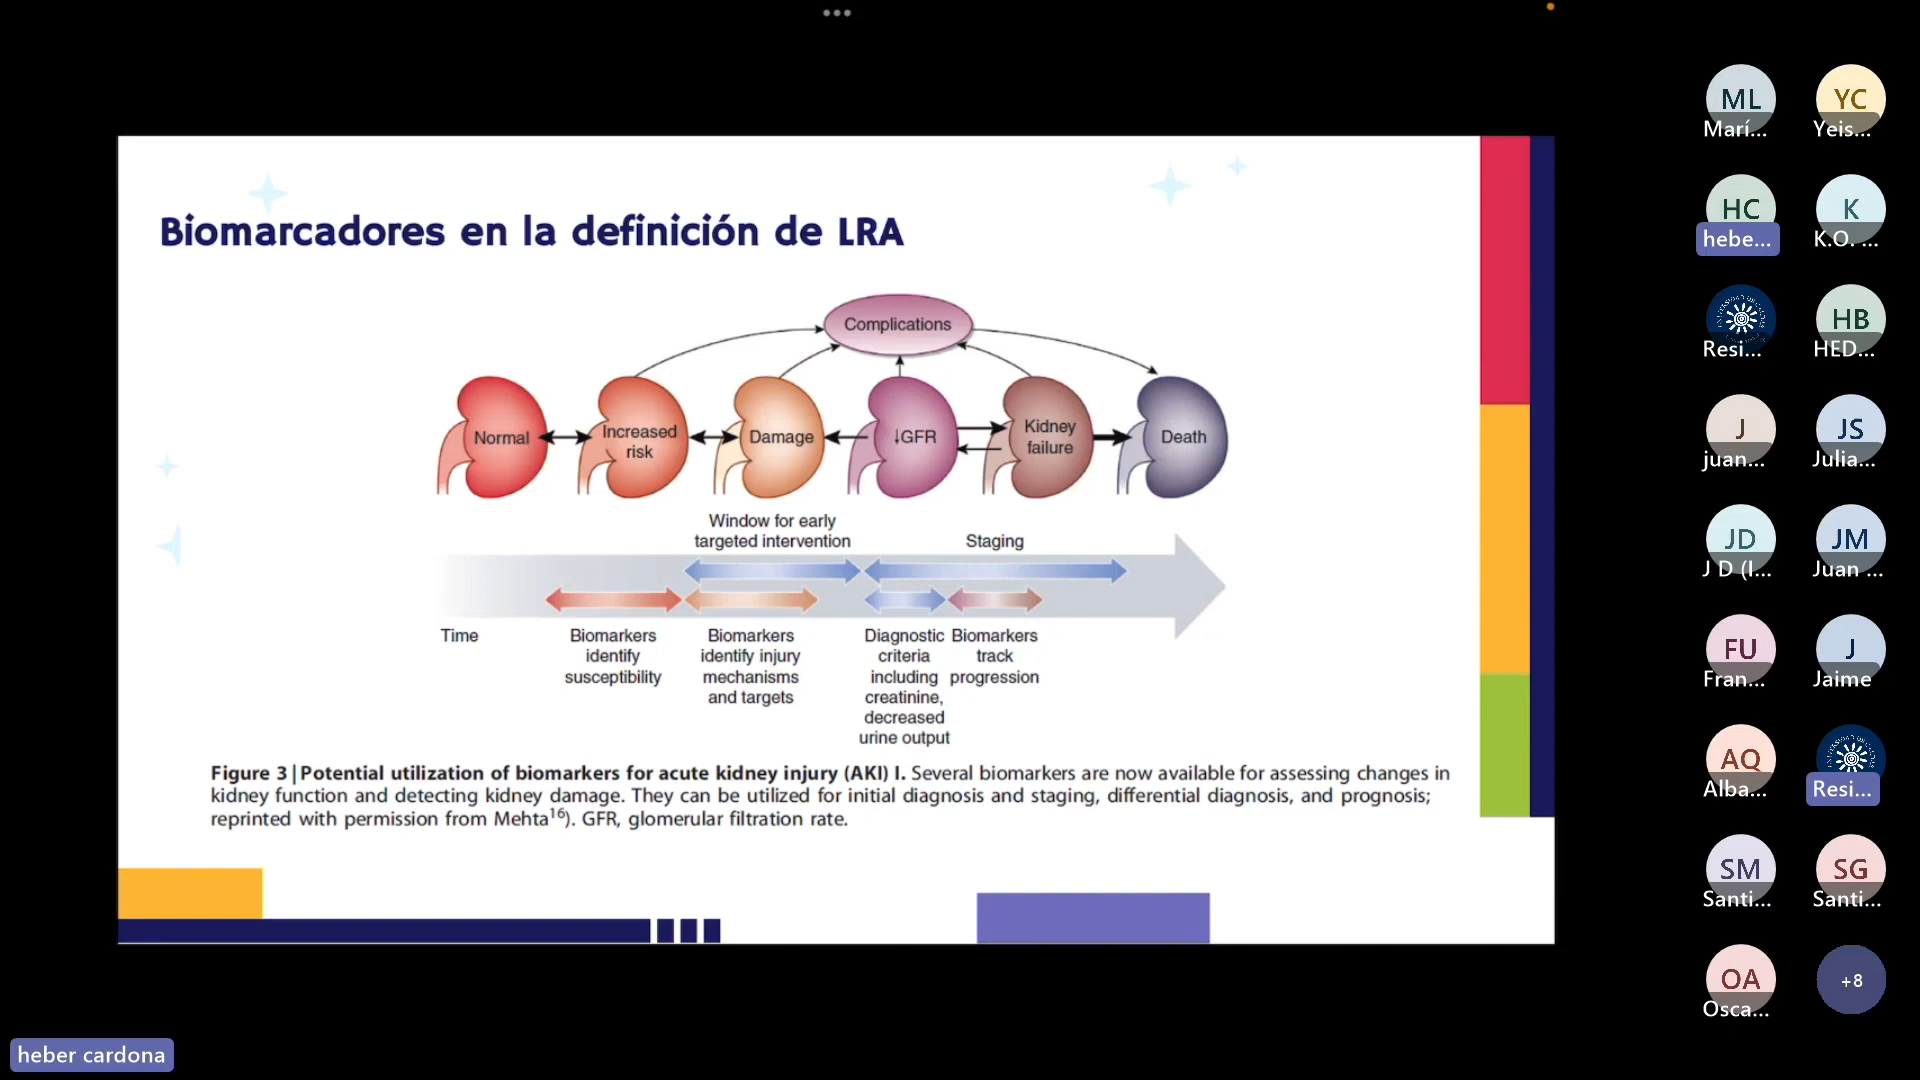 Biomarcadores en la definición de LRA
Complications
Normal
Increased
risk
Damage
↓GFR
Kidney
failure
Death
Window for early
targeted intervention
Staging
Time
Biomarkers
identify
susceptibility
Biomarkers
identify injury
mechanisms
and targets
Diagnostic
criteria
including
creatinine,
decreased
urine output
Biomarkers
track
progression
Figure 3 | Potential utilization of biomarkers for acute kidney injury (AKI) I. Several biomarkers are now available for assessing changes in
kidney function and detecting kidney damage. They can be utilized for initial diagnosis and staging, differential diagnosis, and prognosis;
reprinted with permission from Mehta16). GFR, glomerular filtration rate.
ML
Marí...
YC
Yeis...
HC
hebe...
K
K.O. ...
Resi...
HB
HED...
J
juan...
JS
Julia...
JD
J D (I...
JM
Juan ...
FU
Fran...
J
Jaime
AQ
Alba...
Resi...
SM
Santi...
SG
Santi...
OA
Osca...
+8
heber cardona